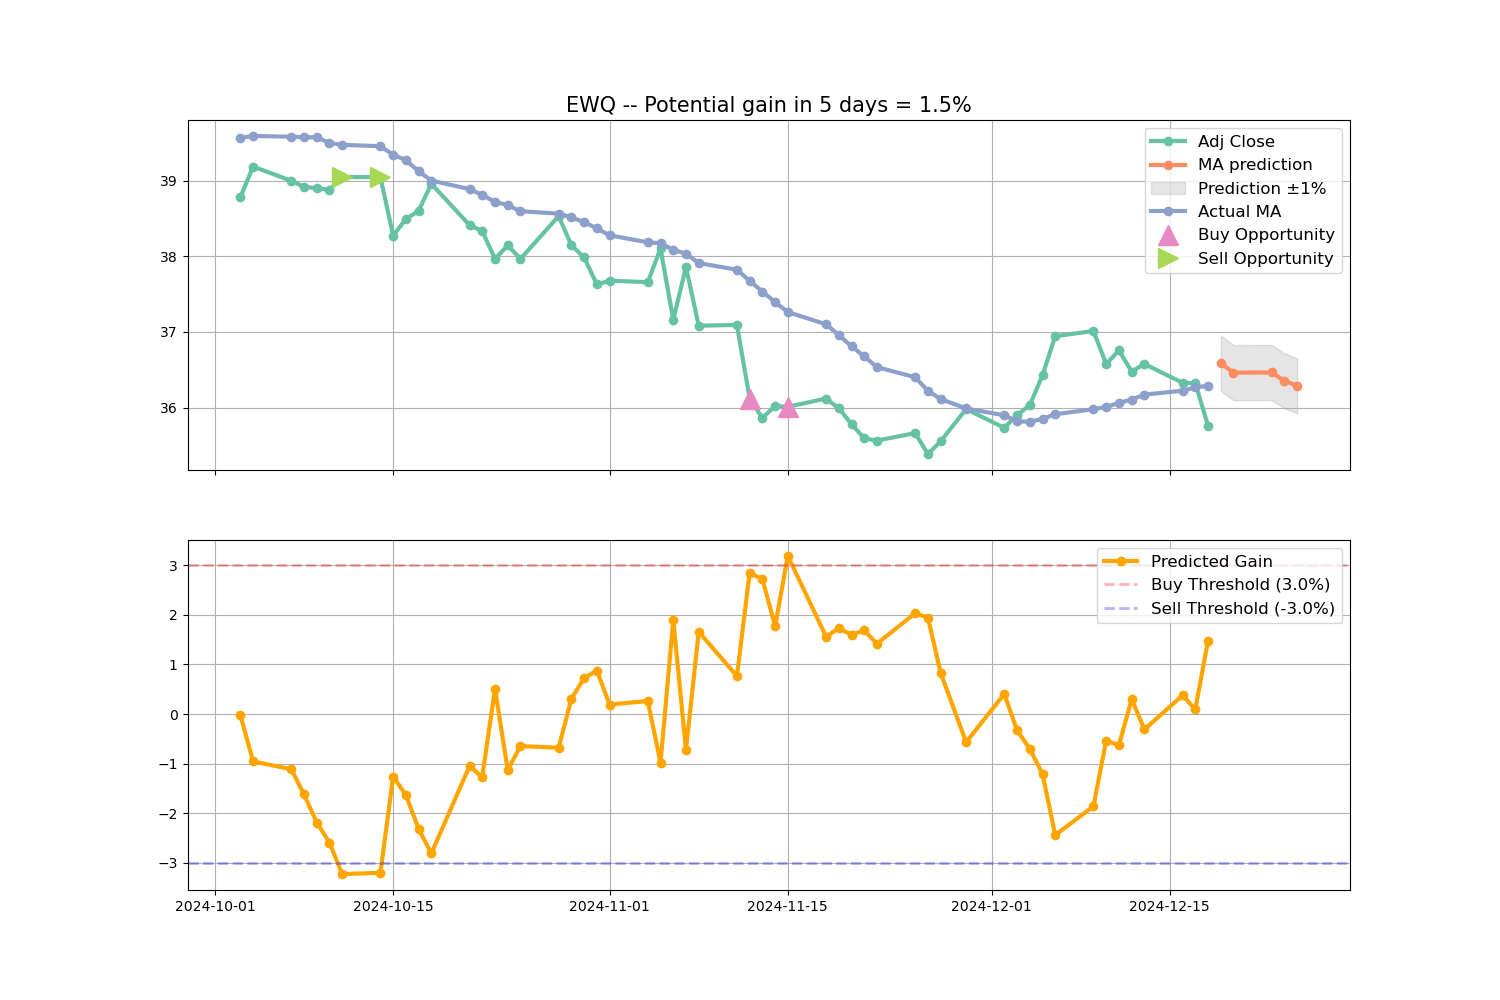 EWQ -- Potential gain in 5 days = 1.5%
39
38
37
36
Adj Close
MA prediction
Prediction ±1%
Actual MA
Buy Opportunity
Sell Opportunity
3
2
1
0
−1
−2
−3
Predicted Gain
Buy Threshold (3.0%)
Sell Threshold (-3.0%)
2024-10-01 2024-10-15 2024-11-01 2024-11-15 2024-12-01 2024-12-15